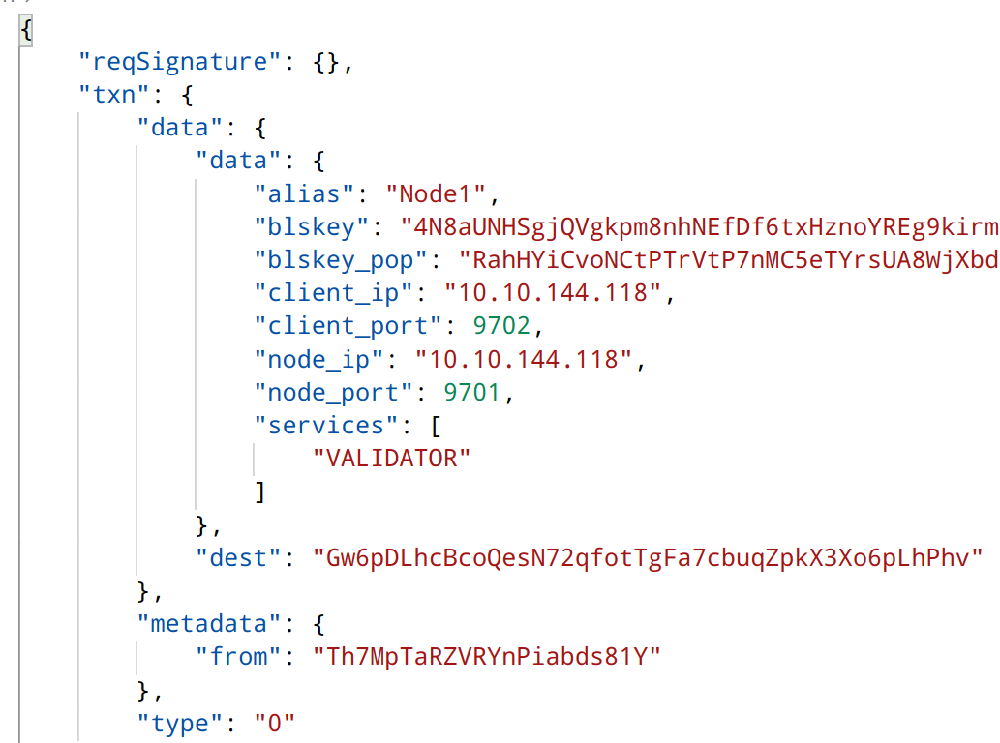 {
    "reqSignature": {},
    "txn": {
        "data": {
            "data": {
                "alias": "Node1",
                "blskey": "4N8aUNHSgjQVgkpm8nhNEfDf6txHznoYREg9kirm
                "blskey_pop": "RahHYiCvoNCtPTrVtP7nMC5eTYrsUA8WjXbd
                "client_ip": "10.10.144.118",
                "client_port": 9702,
                "node_ip": "10.10.144.118",
                "node_port": 9701,
                "services": [
                    "VALIDATOR"
                ]
            },
            "dest": "Gw6pDLhcBcoQesN72qfotTgFa7cbuqZpkX3Xo6pLhPhv"
        },
        "metadata": {
            "from": "Th7MpTaRZVRYnPiabds81Y"
        },
        "type": "0"